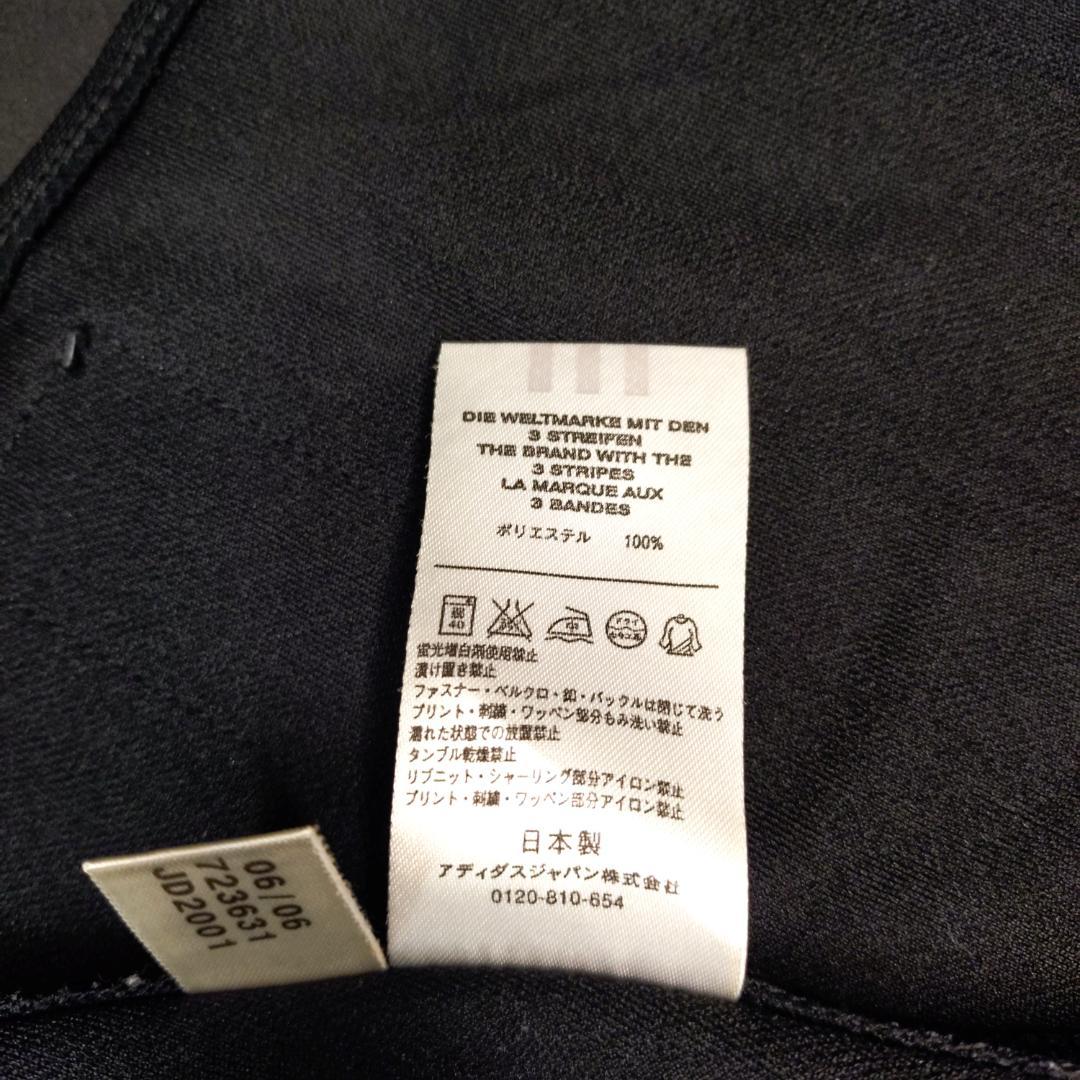 DIE WELTMARKE MIT DEN
3 STREIFEN
THE BRAND WITH THE
3 STRIPES
LA MARQUE AUX
3 BANDES
ポリエステル 100%
弱
40
ドライ
蛍光増白剤使用禁止
漬け置き禁止
ファスナー・ベルクロ・釦・バックルは閉じて洗う
プリント・刺繍・ワッペン部分もみ洗い禁止
濡れた状態での放置禁止
タンブル乾燥禁止
リブニット・シャーリング部分アイロン禁止
プリント・刺繍・ワッペン部分アイロン禁止
日本製
アディダスジャパン株式会社
0120-810-654
06/06
723631
JD2001